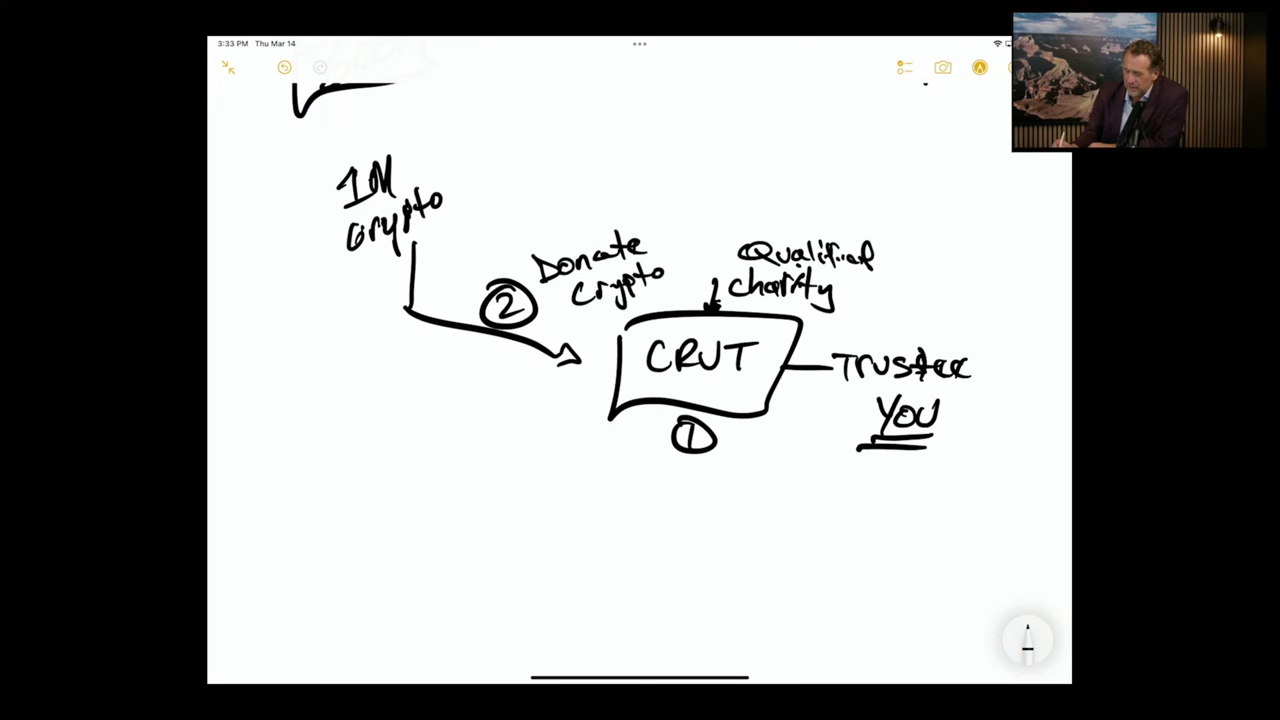 3:33 PM Thu Mar 14
1M
crypto
Donate
crypto
2
Qualified
charity
CRUT
Trustee
YOU
1